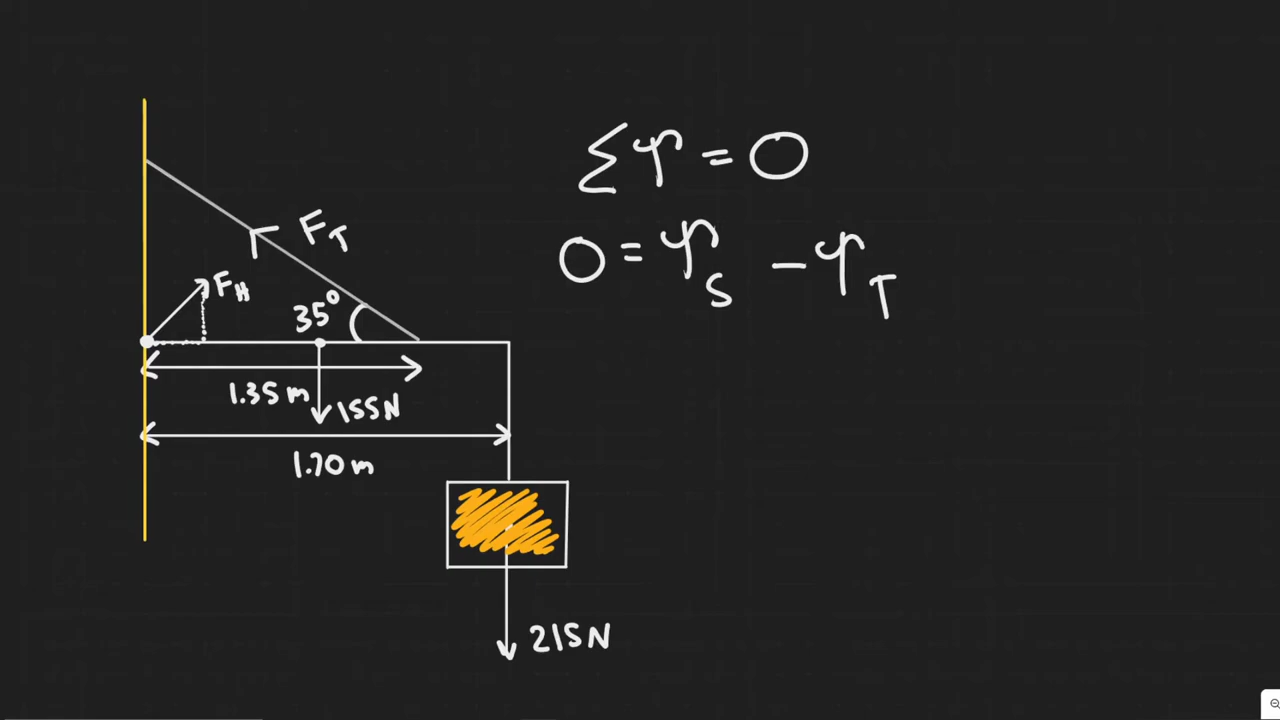 Στ = 0
0 = τ_S - τ_T
F_T
F_H
35°
1.35 m
155N
1.70 m
215N